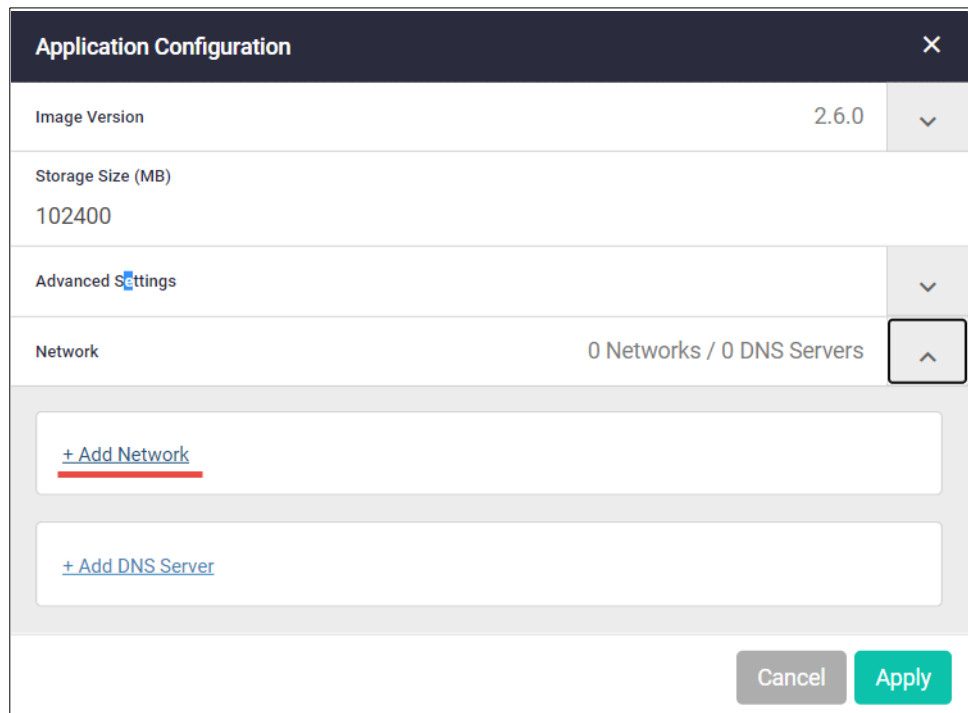 Application Configuration
Image Version 2.6.0
Storage Size (MB)
102400
Advanced Settings
Network 0 Networks / 0 DNS Servers
+ Add Network
+ Add DNS Server
Cancel Apply